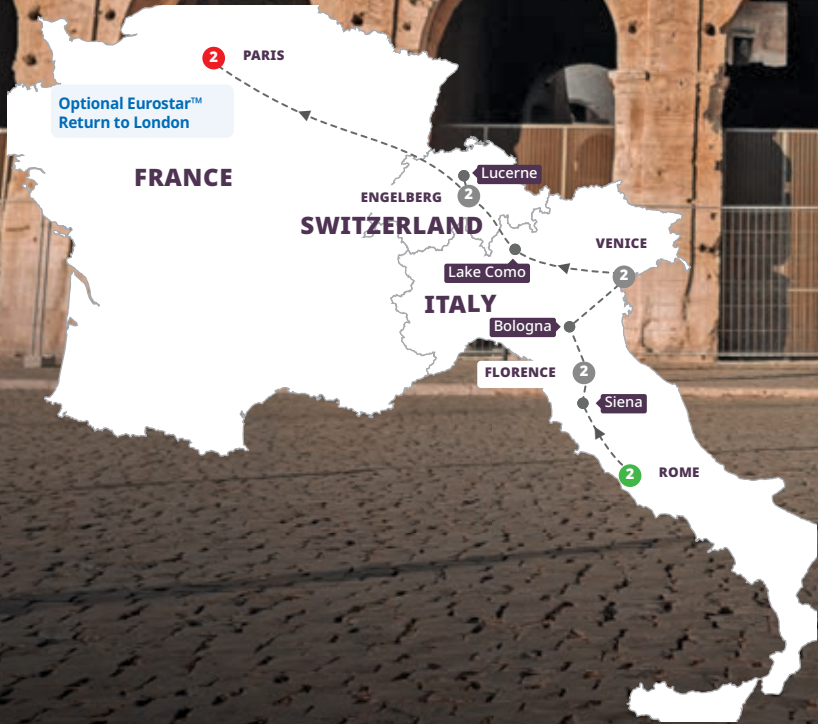 2 PARIS
Optional Eurostar™
Return to London
FRANCE
Lucerne
ENGELBERG 2
SWITZERLAND
VENICE
2
Lake Como
ITALY
Bologna
FLORENCE 2
Siena
2 ROME